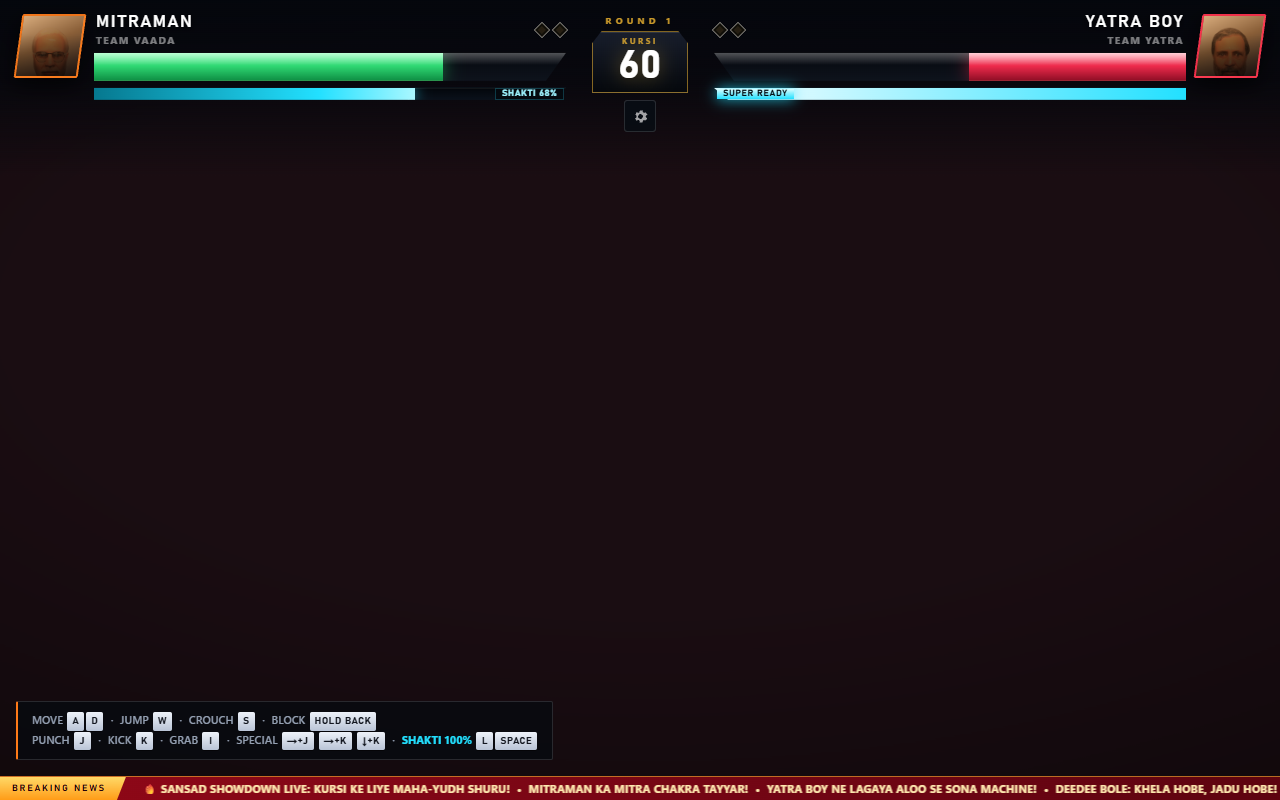 MITRAMAN
TEAM VAADA
SHAKTI 68%
ROUND 1
KURSI
60
YATRA BOY
TEAM YATRA
SUPER READY
MOVE A D · JUMP W · CROUCH S · BLOCK HOLD BACK
PUNCH J · KICK K · GRAB I · SPECIAL →+J →+K ↓+K · SHAKTI 100% L SPACE
BREAKING NEWS 🔥 SANSAD SHOWDOWN LIVE: KURSI KE LIYE MAHA-YUDH SHURU! • MITRAMAN KA MITRA CHAKRA TAYYAR! • YATRA BOY NE LAGAYA ALOO SE SONA MACHINE! • DEEDEE BOLE: KHELA HOBE, JADU HOBE!